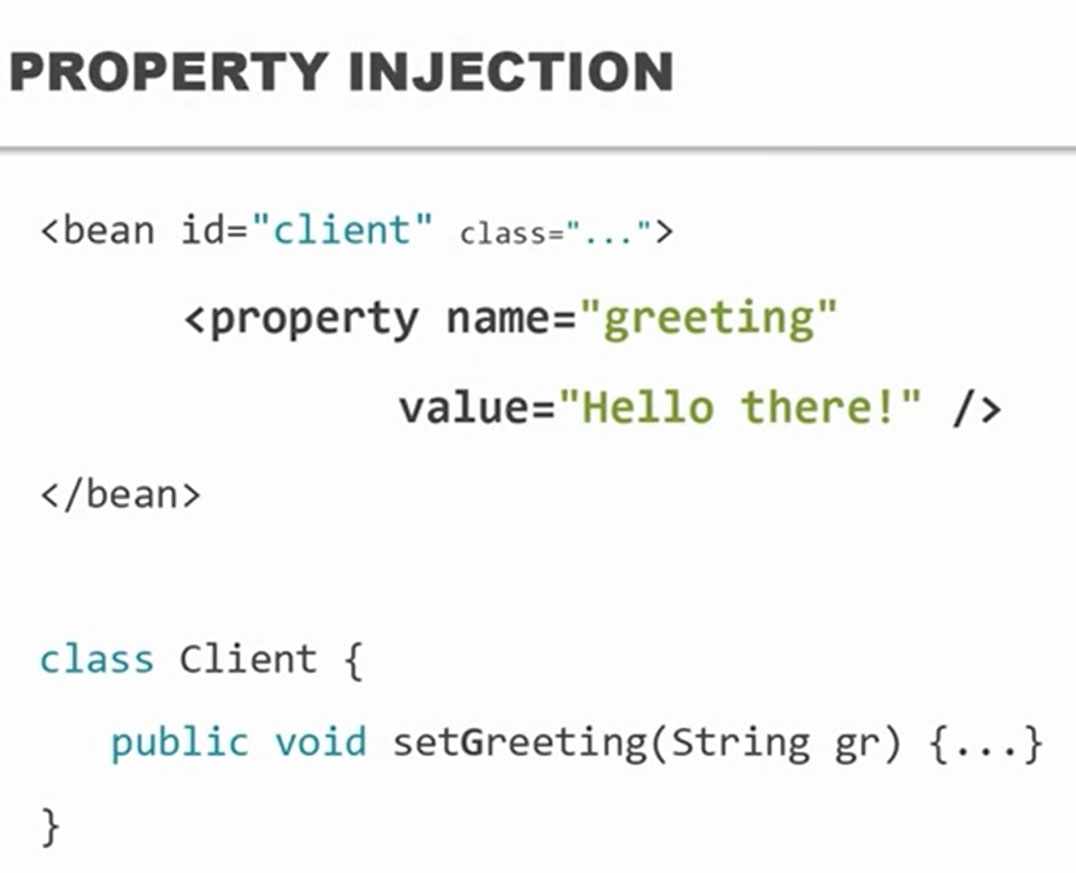 PROPERTY INJECTION
<bean id="client" class="...">
<property name="greeting"
value="Hello there!" />
</bean>
class Client {
public void setGreeting(String gr) {...}
}